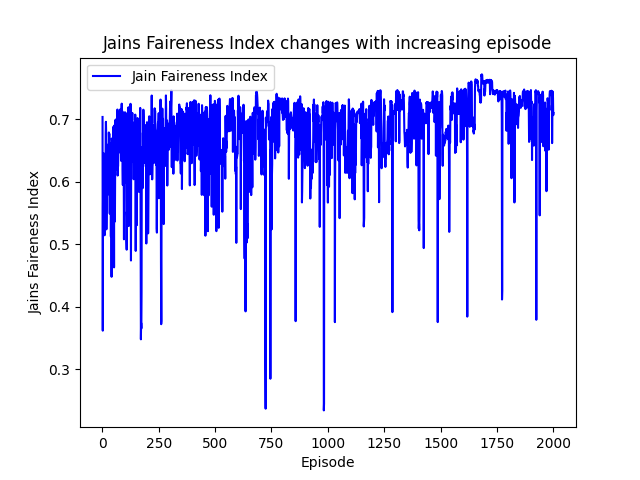 Jains Faireness Index changes with increasing episode
Jain Faireness Index
Jains Faireness Index
0.7
0.6
0.5
0.4
0.3
0 250 500 750 1000 1250 1500 1750 2000
Episode